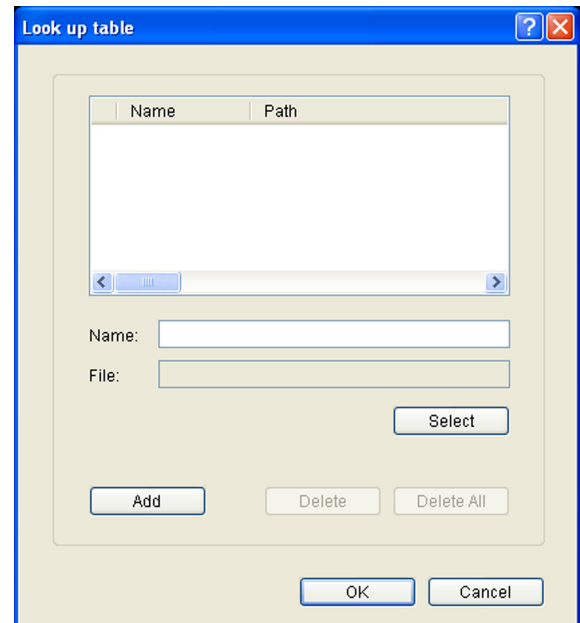 Look up table
Name Path
Name:
File:
Select
Add Delete Delete All
OK Cancel